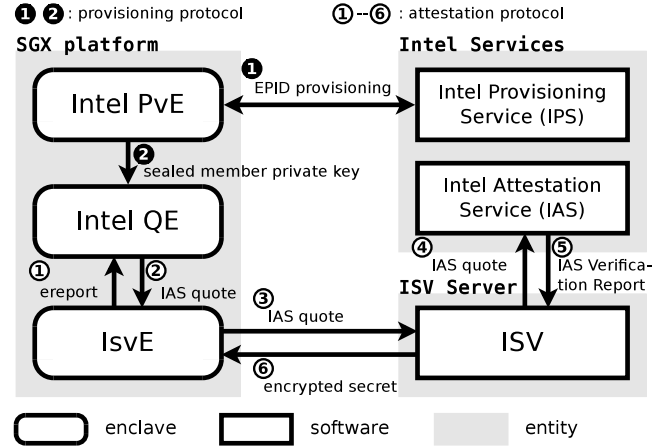 ❶ ❷ : provisioning protocol
①--⑥ : attestation protocol
SGX platform
Intel Services
Intel PvE
❶
EPID provisioning
Intel Provisioning
Service (IPS)
❷
sealed member private key
Intel QE
Intel Attestation
Service (IAS)
①
ereport
②
IAS quote
④
IAS quote
⑤
IAS Verifica-
tion Report
ISV Server
③
IAS quote
IsvE
ISV
⑥
encrypted secret
enclave
software
entity